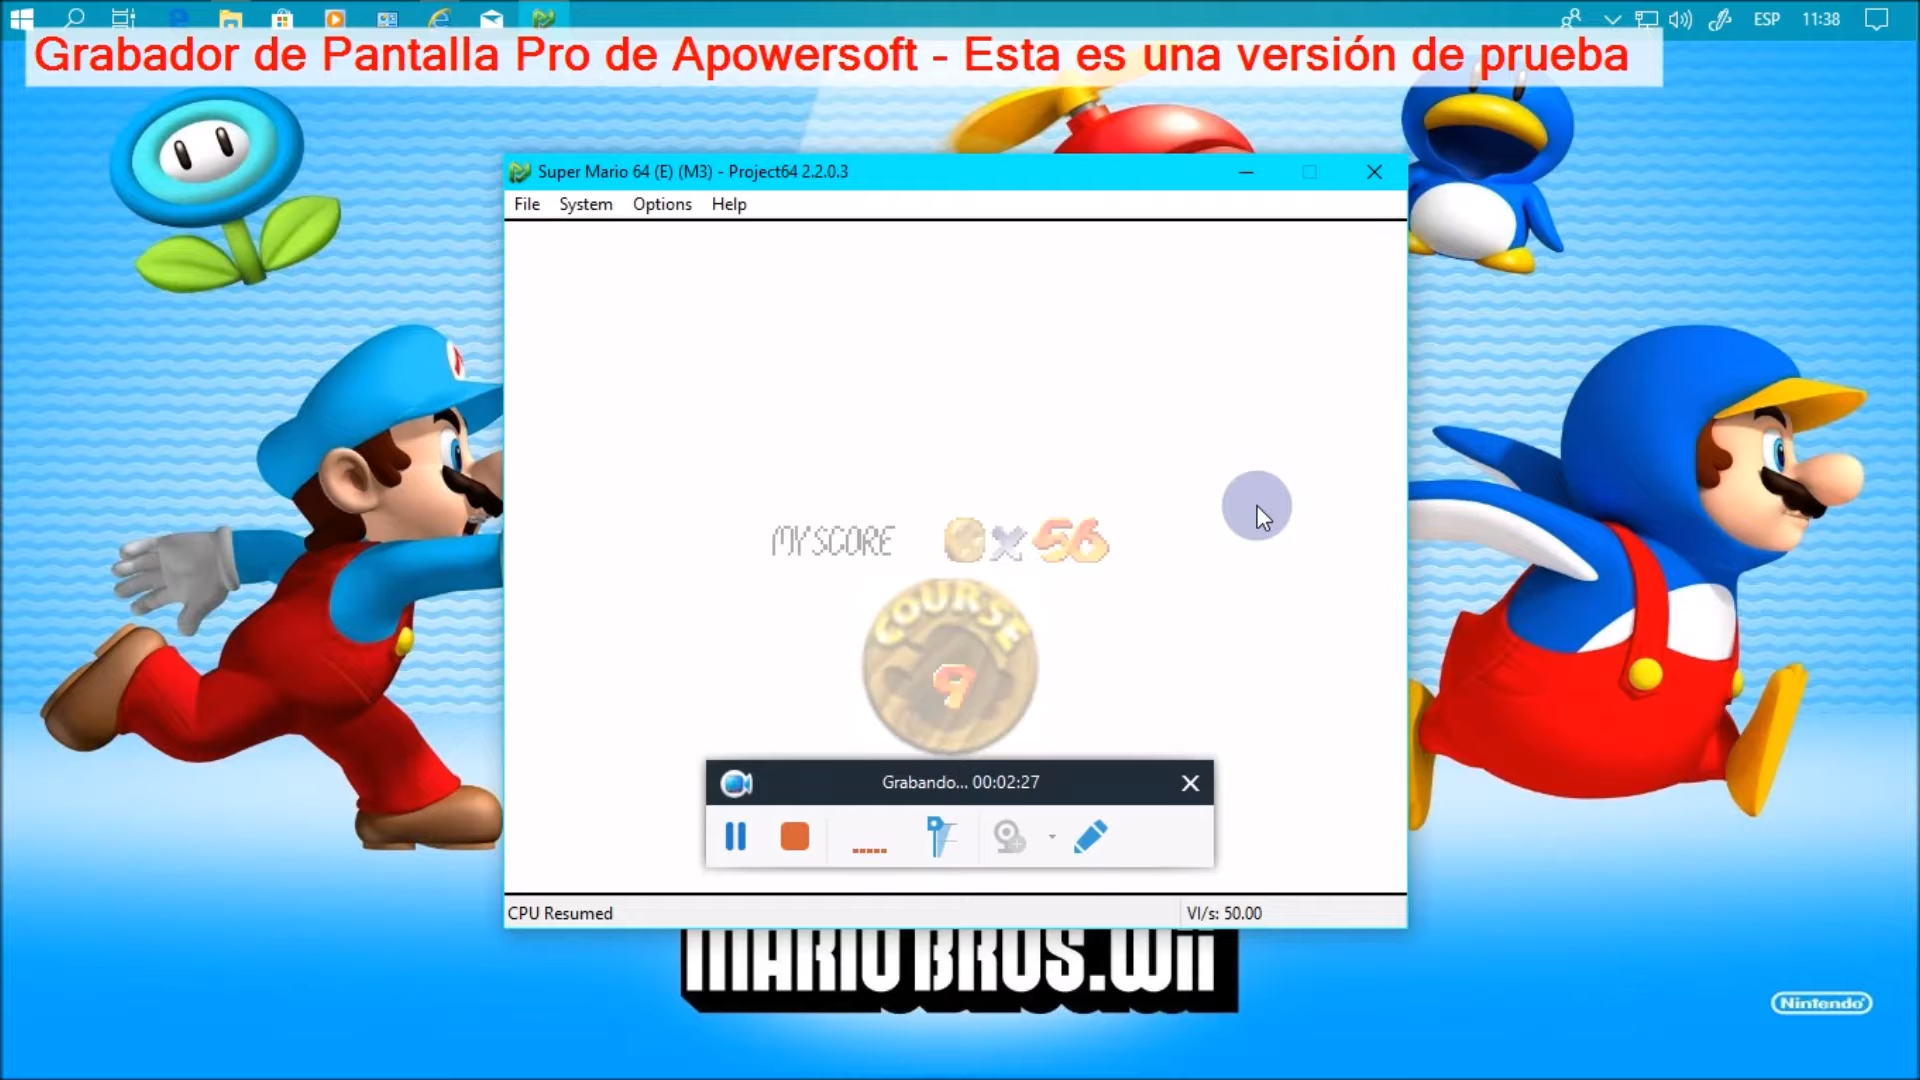 ESP 11:38
Grabador de Pantalla Pro de Apowersoft - Esta es una versión de prueba
Super Mario 64 (E) (M3) - Project64 2.2.0.3
File System Options Help
MY SCORE × 56
COURSE
9
Grabando... 00:02:27
CPU Resumed VI/s: 50.00
MARIO BROS.Wii
Nintendo